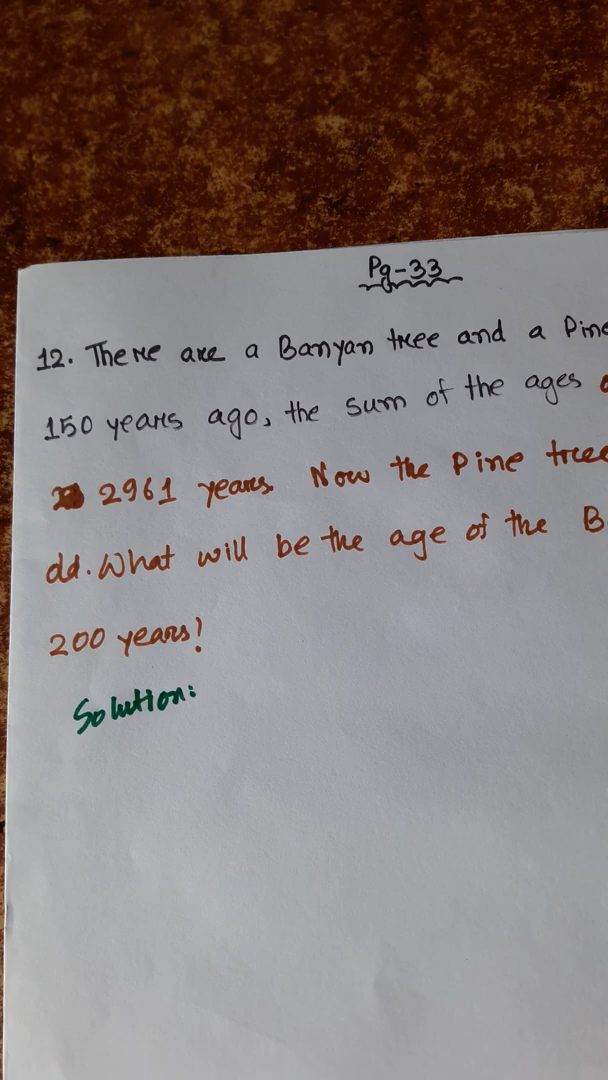 Pg-33
12. There are a Banyan tree and a Pine
150 years ago, the sum of the ages
2961 years. Now the Pine tree
dd. What will be the age of the B
200 years!
Solution: